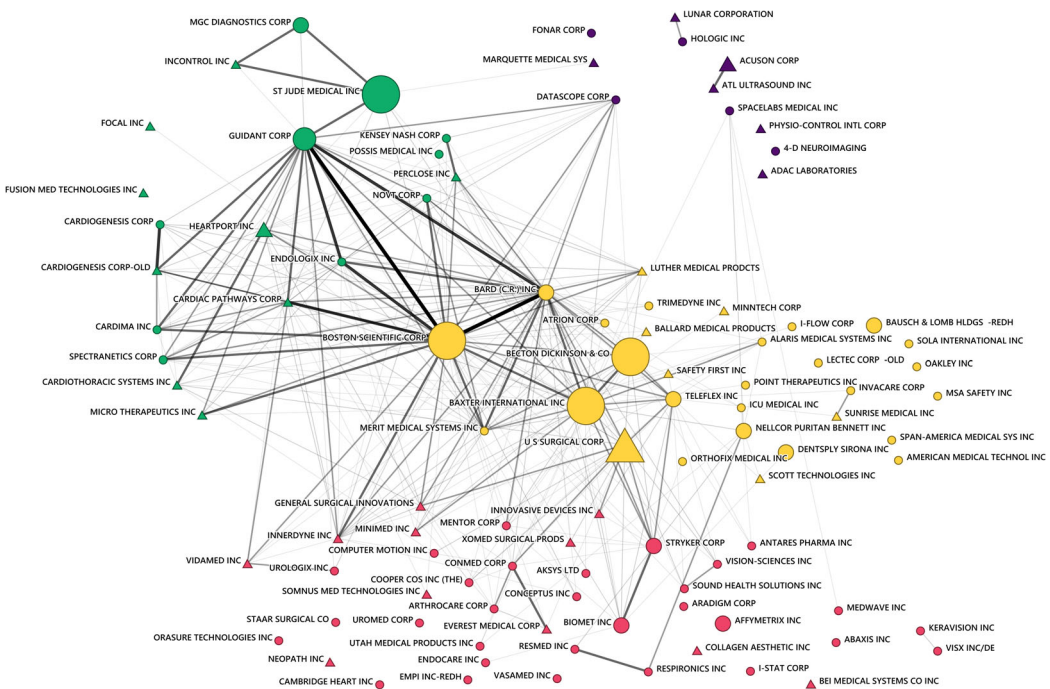 LUNAR CORPORATION
MGC DIAGNOSTICS CORP
FONAR CORP
HOLOGIC INC
INCONTROL INC
MARQUETTE MEDICAL SYS
ACUSON CORP
ST JUDE MEDICAL INC
ATL ULTRASOUND INC
DATASCOPE CORP
SPACELABS MEDICAL INC
FOCAL INC
PHYSIO-CONTROL INTL CORP
GUIDANT CORP
KENSEY NASH CORP
POSSIS MEDICAL INC
4-D NEUROIMAGING
PERCLOSE INC
ADAC LABORATORIES
FUSION MED TECHNOLOGIES INC
NOVT CORP
CARDIOGENESIS CORP
HEARTPORT INC
ENDOLOGIX INC
CARDIOGENESIS CORP-OLD
LUTHER MEDICAL PRODCTS
BARD (C.R.) INC
CARDIAC PATHWAYS CORP
TRIMEDYNE INC
MINNTECH CORP
CARDIMA INC
ATRION CORP
BALLARD MEDICAL PRODUCTS
I-FLOW CORP
BAUSCH & LOMB HLDGS -REDH
BOSTON SCIENTIFIC CORP
ALARIS MEDICAL SYSTEMS INC
SOLA INTERNATIONAL INC
SPECTRANETICS CORP
BECTON DICKINSON & CO
LECTEC CORP -OLD
OAKLEY INC
CARDIOTHORACIC SYSTEMS INC
SAFETY FIRST INC
POINT THERAPEUTICS INC
INVACARE CORP
MSA SAFETY INC
BAXTER INTERNATIONAL INC
TELEFLEX INC
ICU MEDICAL INC
SUNRISE MEDICAL INC
MICRO THERAPEUTICS INC
MERIT MEDICAL SYSTEMS INC
NELLCOR PURITAN BENNETT INC
U S SURGICAL CORP
SPAN-AMERICA MEDICAL SYS INC
DENTSPLY SIRONA INC
ORTHOFIX MEDICAL INC
AMERICAN MEDICAL TECHNOL INC
SCOTT TECHNOLOGIES INC
GENERAL SURGICAL INNOVATIONS
INNOVASIVE DEVICES INC
MENTOR CORP
MINIMED INC
INNERDYNE INC
XOMED SURGICAL PRODS
STRYKER CORP
ANTARES PHARMA INC
COMPUTER MOTION INC
VIDAMED INC
CONMED CORP
VISION-SCIENCES INC
UROLOGIX INC
AKSYS LTD
COOPER COS INC (THE)
SOUND HEALTH SOLUTIONS INC
SOMNUS MED TECHNOLOGIES INC
CONCEPTUS INC
ARTHROCARE CORP
ARADIGM CORP
MEDWAVE INC
STAAR SURGICAL CO
UROMED CORP
EVEREST MEDICAL CORP
BIOMET INC
AFFYMETRIX INC
KERAVISION INC
ORASURE TECHNOLOGIES INC
UTAH MEDICAL PRODUCTS INC
RESMED INC
COLLAGEN AESTHETIC INC
ABAXIS INC
VISX INC/DE
NEOPATH INC
ENDOCARE INC
RESPIRONICS INC
I-STAT CORP
CAMBRIDGE HEART INC
EMPI INC-REDH
VASAMED INC
BEI MEDICAL SYSTEMS CO INC